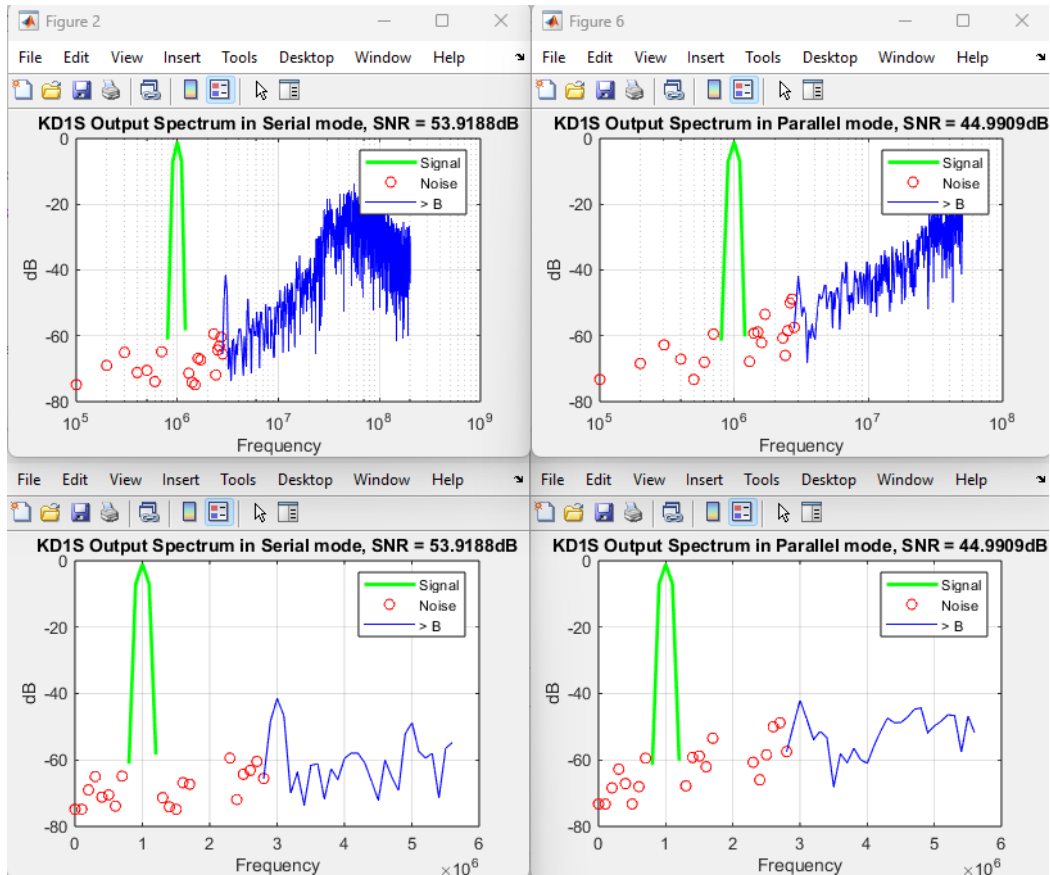 Figure 2
File Edit View Insert Tools Desktop Window Help
KD1S Output Spectrum in Serial mode, SNR = 53.9188dB
0
-20
-40
-60
-80
dB
Signal
Noise
> B
10^5 10^6 10^7 10^8 10^9
Frequency
Figure 6
File Edit View Insert Tools Desktop Window Help
KD1S Output Spectrum in Parallel mode, SNR = 44.9909dB
0
-20
-40
-60
-80
dB
Signal
Noise
> B
10^5 10^6 10^7 10^8
Frequency
File Edit View Insert Tools Desktop Window Help
KD1S Output Spectrum in Serial mode, SNR = 53.9188dB
0
-20
-40
-60
-80
dB
Signal
Noise
> B
0 1 2 3 4 5 6
Frequency
×10^6
File Edit View Insert Tools Desktop Window Help
KD1S Output Spectrum in Parallel mode, SNR = 44.9909dB
0
-20
-40
-60
-80
dB
Signal
Noise
> B
0 1 2 3 4 5 6
Frequency
×10^6